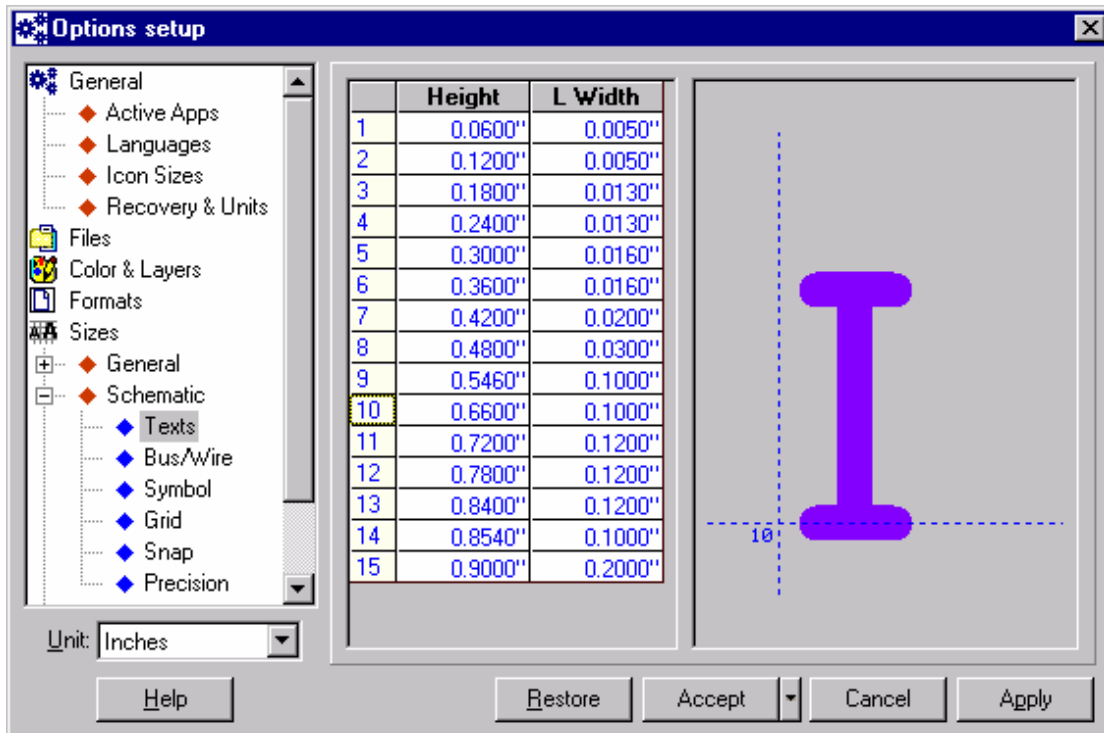 Options setup
General
Active Apps
Languages
Icon Sizes
Recovery & Units
Files
Color & Layers
Formats
Sizes
General
Schematic
Texts
Bus/Wire
Symbol
Grid
Snap
Precision
Unit: Inches
Height L Width
1 0.0600" 0.0050"
2 0.1200" 0.0050"
3 0.1800" 0.0130"
4 0.2400" 0.0130"
5 0.3000" 0.0160"
6 0.3600" 0.0160"
7 0.4200" 0.0200"
8 0.4800" 0.0300"
9 0.5460" 0.1000"
10 0.6600" 0.1000"
11 0.7200" 0.1200"
12 0.7800" 0.1200"
13 0.8400" 0.1200"
14 0.8540" 0.1000"
15 0.9000" 0.2000"
I
10
Help Restore Accept Cancel Apply